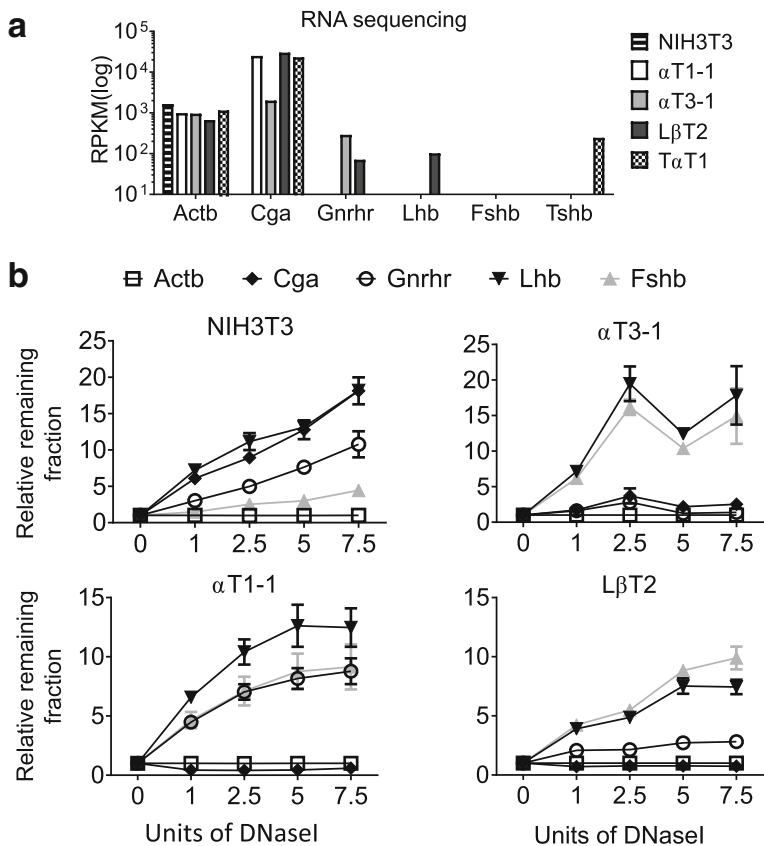 a
RNA sequencing
RPKM(log)
10⁵
10⁴
10³
10²
10¹
Actb Cga Gnrhr Lhb Fshb Tshb
NIH3T3
αT1-1
αT3-1
LβT2
TαT1
b
Actb Cga Gnrhr Lhb Fshb
NIH3T3
Relative remaining
fraction
25
20
15
10
5
0
0 1 2.5 5 7.5
αT3-1
25
20
15
10
5
0
0 1 2.5 5 7.5
αT1-1
Relative remaining
fraction
15
10
5
0
0 1 2.5 5 7.5
Units of DNaseI
LβT2
15
10
5
0
0 1 2.5 5 7.5
Units of DNaseI